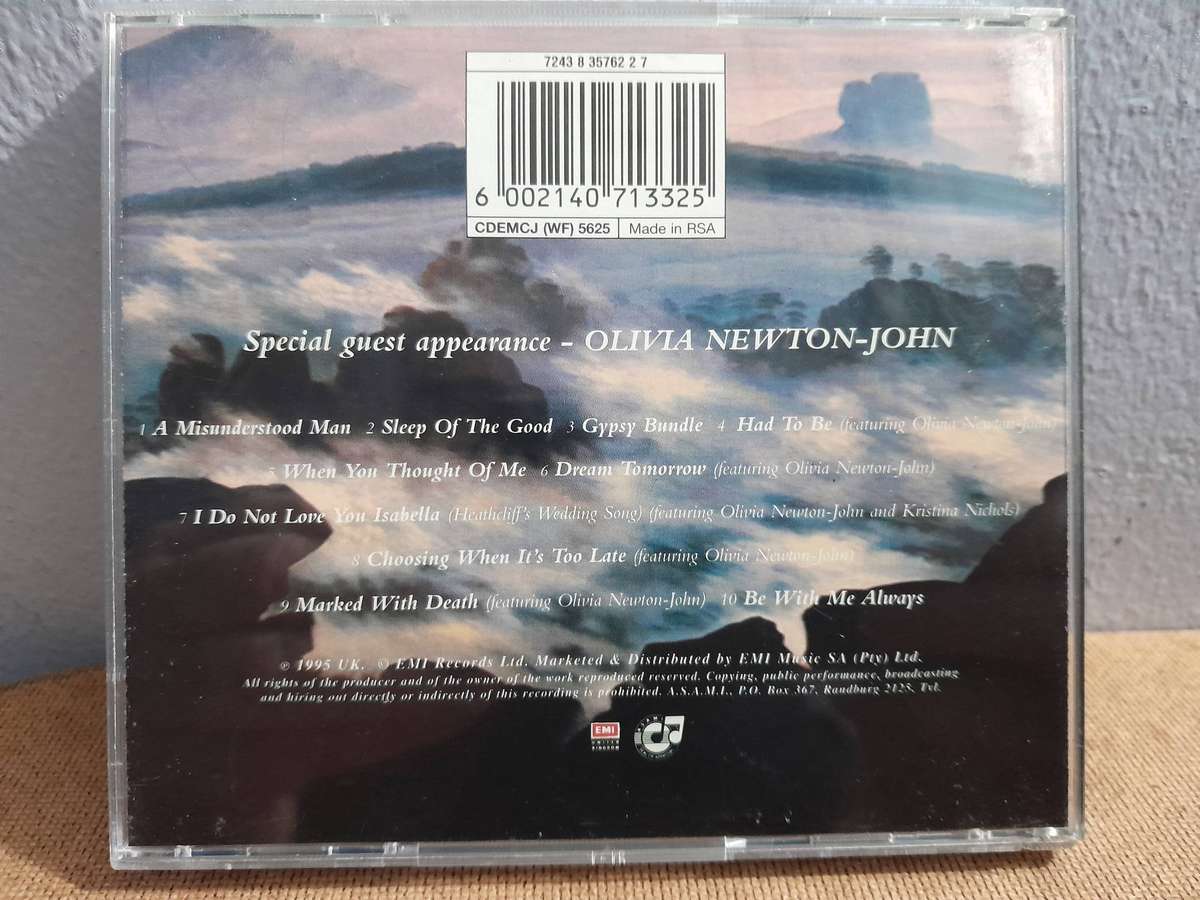 7243 8 35762 2 7
6 002140 713325
CDEMCJ (WF) 5625 Made in RSA
Special guest appearance - OLIVIA NEWTON-JOHN
1 A Misunderstood Man 2 Sleep Of The Good 3 Gypsy Bundle 4 Had To Be (featuring Olivia Newton-John)
5 When You Thought Of Me 6 Dream Tomorrow (featuring Olivia Newton-John)
7 I Do Not Love You Isabella (Heathcliff's Wedding Song) (featuring Olivia Newton-John and Kristina Nichols)
8 Choosing When It's Too Late (featuring Olivia Newton-John)
9 Marked With Death (featuring Olivia Newton-John) 10 Be With Me Always
℗ 1995 UK. © EMI Records Ltd. Marketed & Distributed by EMI Music SA (Pty) Ltd.
All rights of the producer and of the owner of the work reproduced reserved. Copying, public performance, broadcasting
and hiring out directly or indirectly of this recording is prohibited. A.S.A.M.I., P.O. Box 367, Randburg 2125, Tvl.
EMI
UNITED
KINGDOM